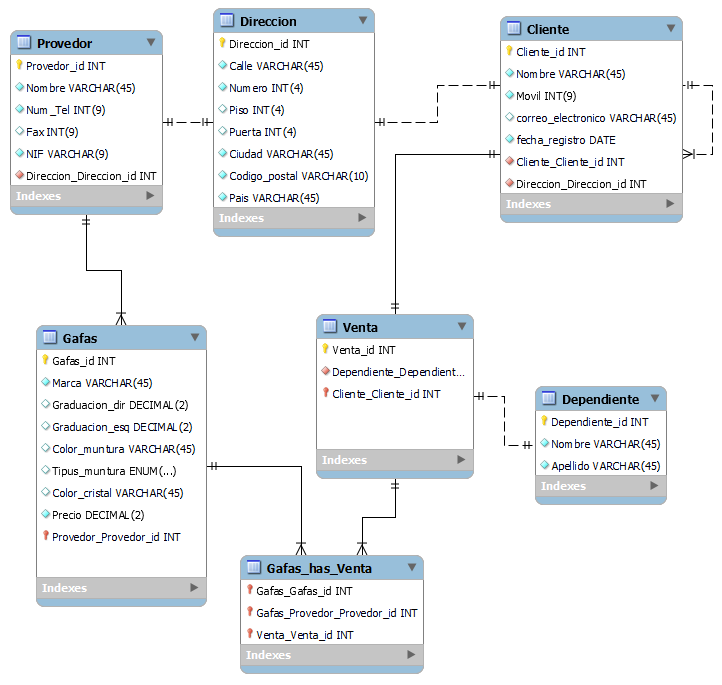 Provedor
Provedor_id INT
Nombre VARCHAR(45)
Num_Tel INT(9)
Fax INT(9)
NIF VARCHAR(9)
Direccion_Direccion_id INT
Indexes
Direccion
Direccion_id INT
Calle VARCHAR(45)
Numero INT(4)
Piso INT(4)
Puerta INT(4)
Ciudad VARCHAR(45)
Codigo_postal VARCHAR(10)
Pais VARCHAR(45)
Indexes
Cliente
Cliente_id INT
Nombre VARCHAR(45)
Movil INT(9)
correo_electronico VARCHAR(45)
fecha_registro DATE
Cliente_Cliente_id INT
Direccion_Direccion_id INT
Indexes
Gafas
Gafas_id INT
Marca VARCHAR(45)
Graduacion_dir DECIMAL(2)
Graduacion_esq DECIMAL(2)
Color_muntura VARCHAR(45)
Tipus_muntura ENUM(...)
Color_cristal VARCHAR(45)
Precio DECIMAL(2)
Provedor_Provedor_id INT
Indexes
Venta
Venta_id INT
Dependiente_Dependient...
Cliente_Cliente_id INT
Indexes
Dependiente
Dependiente_id INT
Nombre VARCHAR(45)
Apellido VARCHAR(45)
Indexes
Gafas_has_Venta
Gafas_Gafas_id INT
Gafas_Provedor_Provedor_id INT
Venta_Venta_id INT
Indexes